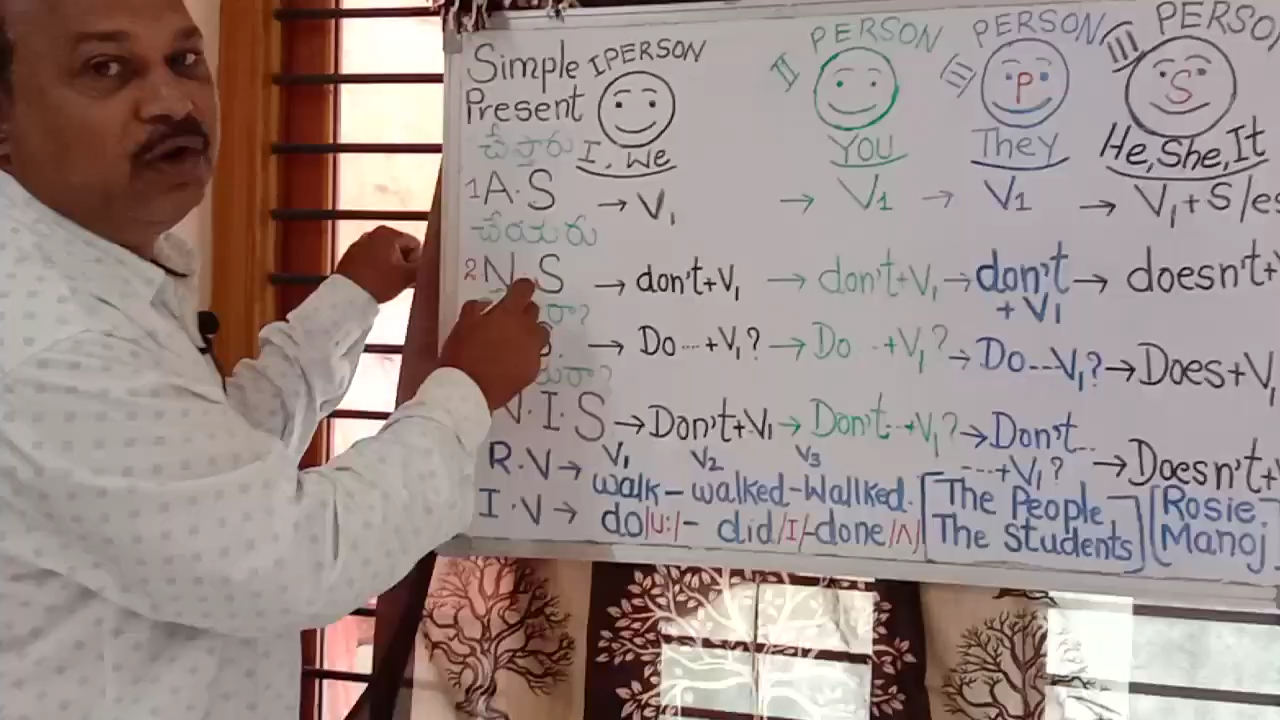 Simple I PERSON II PERSON III PERSON III PERSO
Present P S
చేస్తారు I, We YOU They He, She, It
1 A.S → V₁ → V₁ → V₁ → V₁+S/es
చేయరు
2 N.S → don't+V₁ → don't+V₁ → don't+V₁ → doesn't+
రా?
→ Do...+V₁? → Do ..+V₁? → Do---V₁? → Does+V₁
N.I.S → Don't+V₁ → Don't..+V₁? → Don't.. ---+V₁? → Doesn't+
V₁ V₂ V₃
R.V → walk – walked – Wallked. [The People] [Rosie.]
I.V → do/u:/- did/I/-done/Λ/ [The Students] [Manoj]